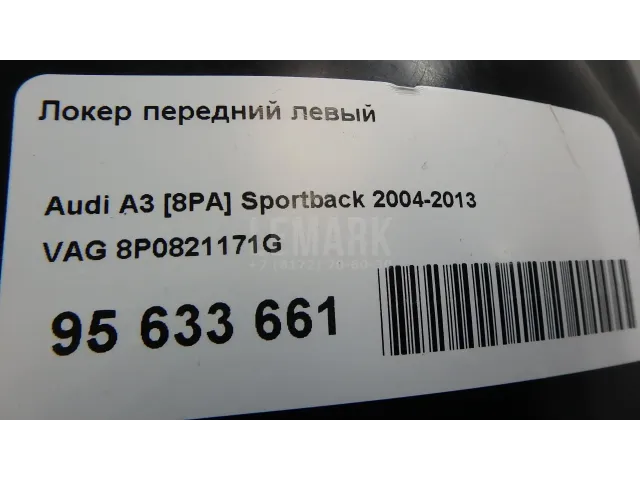 Локер передний левый
Audi A3 [8PA] Sportback 2004-2013
VAG 8P0821171G
95 633 661